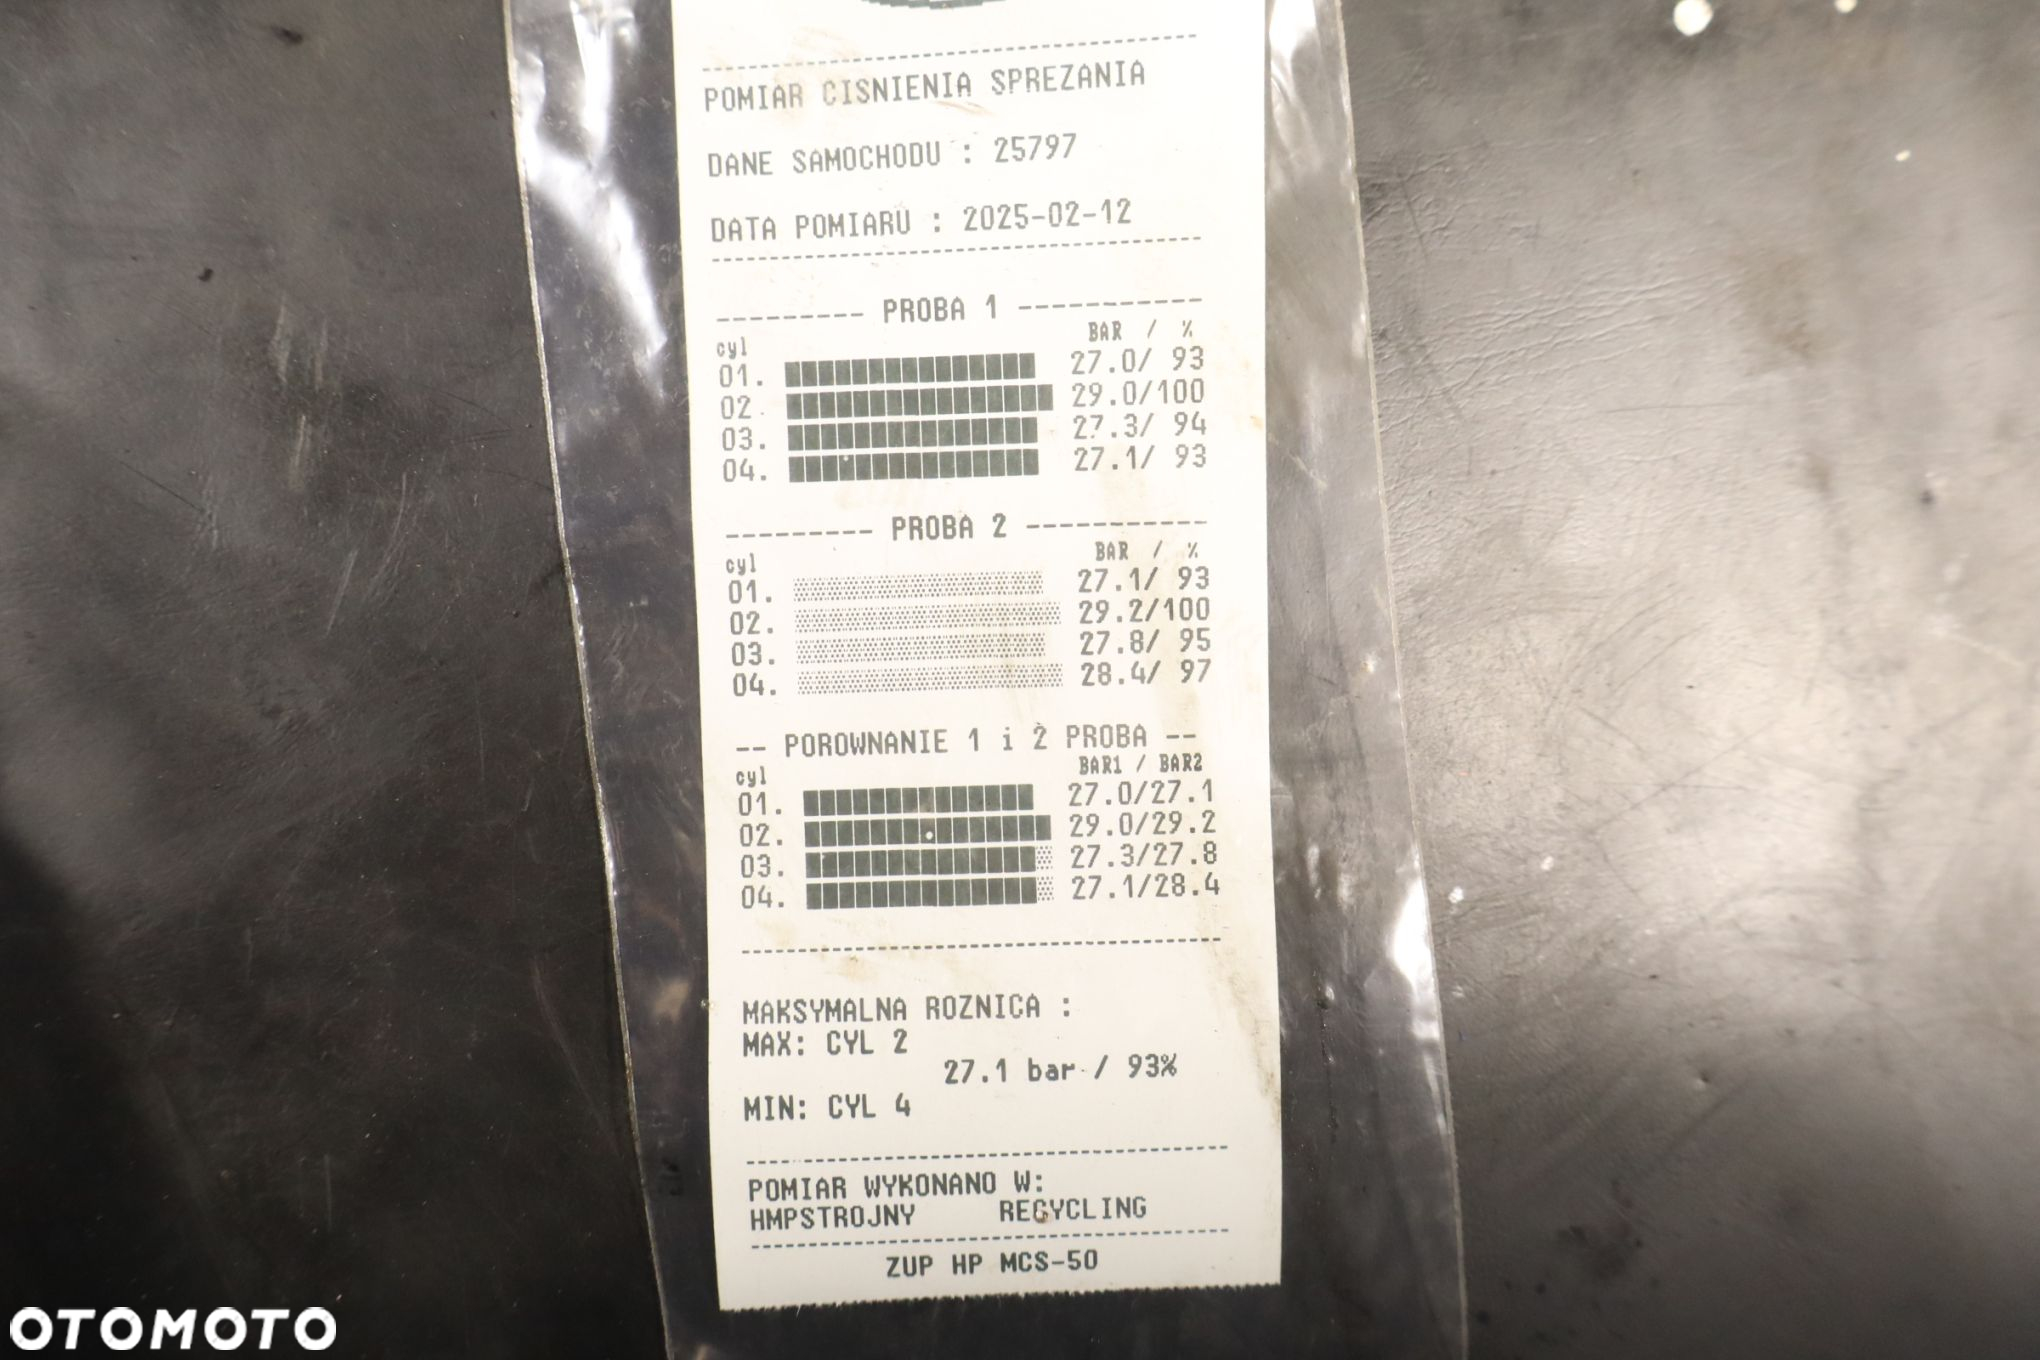 POMIAR CISNIENIA SPREZANIA
DANE SAMOCHODU : 25797
DATA POMIARU : 2025-02-12
--------- PROBA 1 -----------
cyl BAR / %
01. 27.0/ 93
02. 29.0/100
03. 27.3/ 94
04. 27.1/ 93
--------- PROBA 2 -----------
cyl BAR / %
01. 27.1/ 93
02. 29.2/100
03. 27.8/ 95
04. 28.4/ 97
-- POROWNANIE 1 i 2 PROBA --
cyl BAR1 / BAR2
01. 27.0/27.1
02. 29.0/29.2
03. 27.3/27.8
04. 27.1/28.4
MAKSYMALNA ROZNICA :
MAX: CYL 2
27.1 bar / 93%
MIN: CYL 4
POMIAR WYKONANO W:
HMPSTROJNY RECYCLING
ZUP HP MCS-50
OTOMOTO